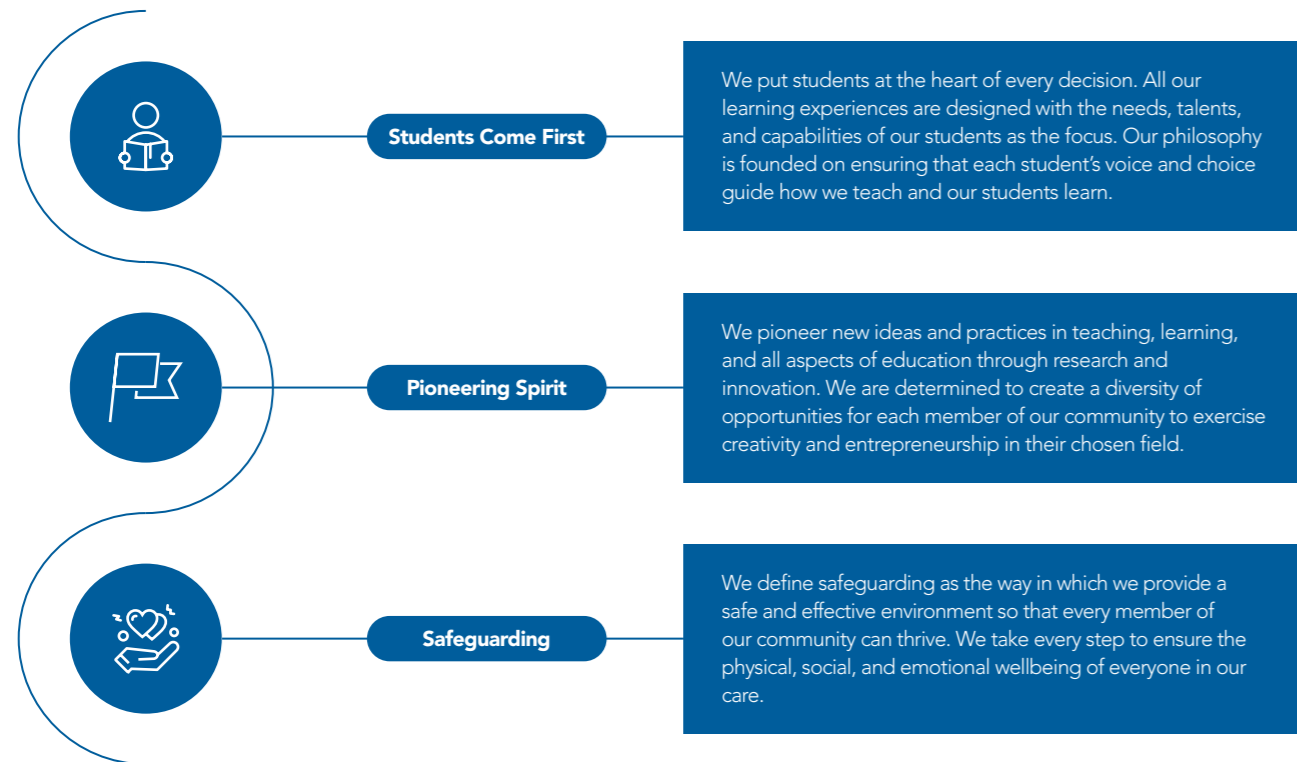 Students Come First
We put students at the heart of every decision. All our
learning experiences are designed with the needs, talents,
and capabilities of our students as the focus. Our philosophy
is founded on ensuring that each student’s voice and choice
guide how we teach and our students learn.
Pioneering Spirit
We pioneer new ideas and practices in teaching, learning,
and all aspects of education through research and
innovation. We are determined to create a diversity of
opportunities for each member of our community to exercise
creativity and entrepreneurship in their chosen field.
Safeguarding
We define safeguarding as the way in which we provide a
safe and effective environment so that every member of
our community can thrive. We take every step to ensure the
physical, social, and emotional wellbeing of everyone in our
care.